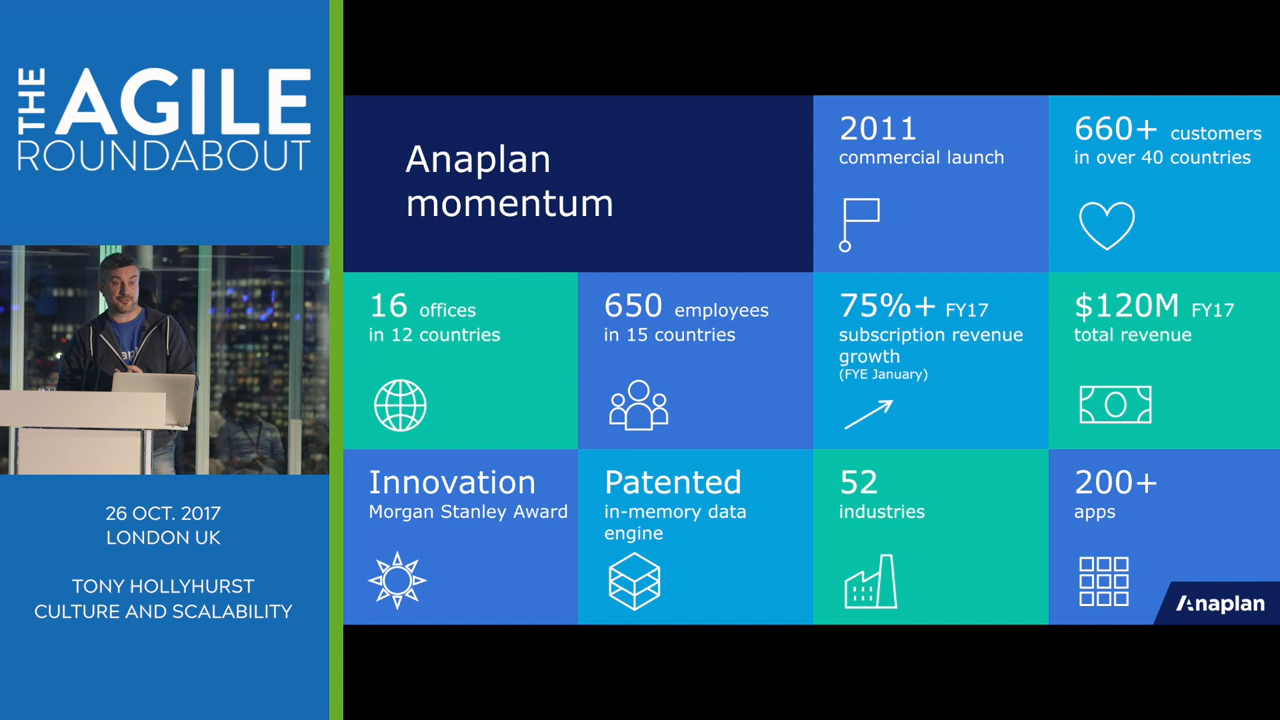 THE AGILE
ROUNDABOUT
26 OCT. 2017
LONDON UK
TONY HOLLYHURST
CULTURE AND SCALABILITY
Anaplan
momentum
2011
commercial launch
660+ customers
in over 40 countries
16 offices
in 12 countries
650 employees
in 15 countries
75%+ FY17
subscription revenue
growth
(FYE January)
$120M FY17
total revenue
Innovation
Morgan Stanley Award
Patented
in-memory data
engine
52
industries
200+
apps
Anaplan